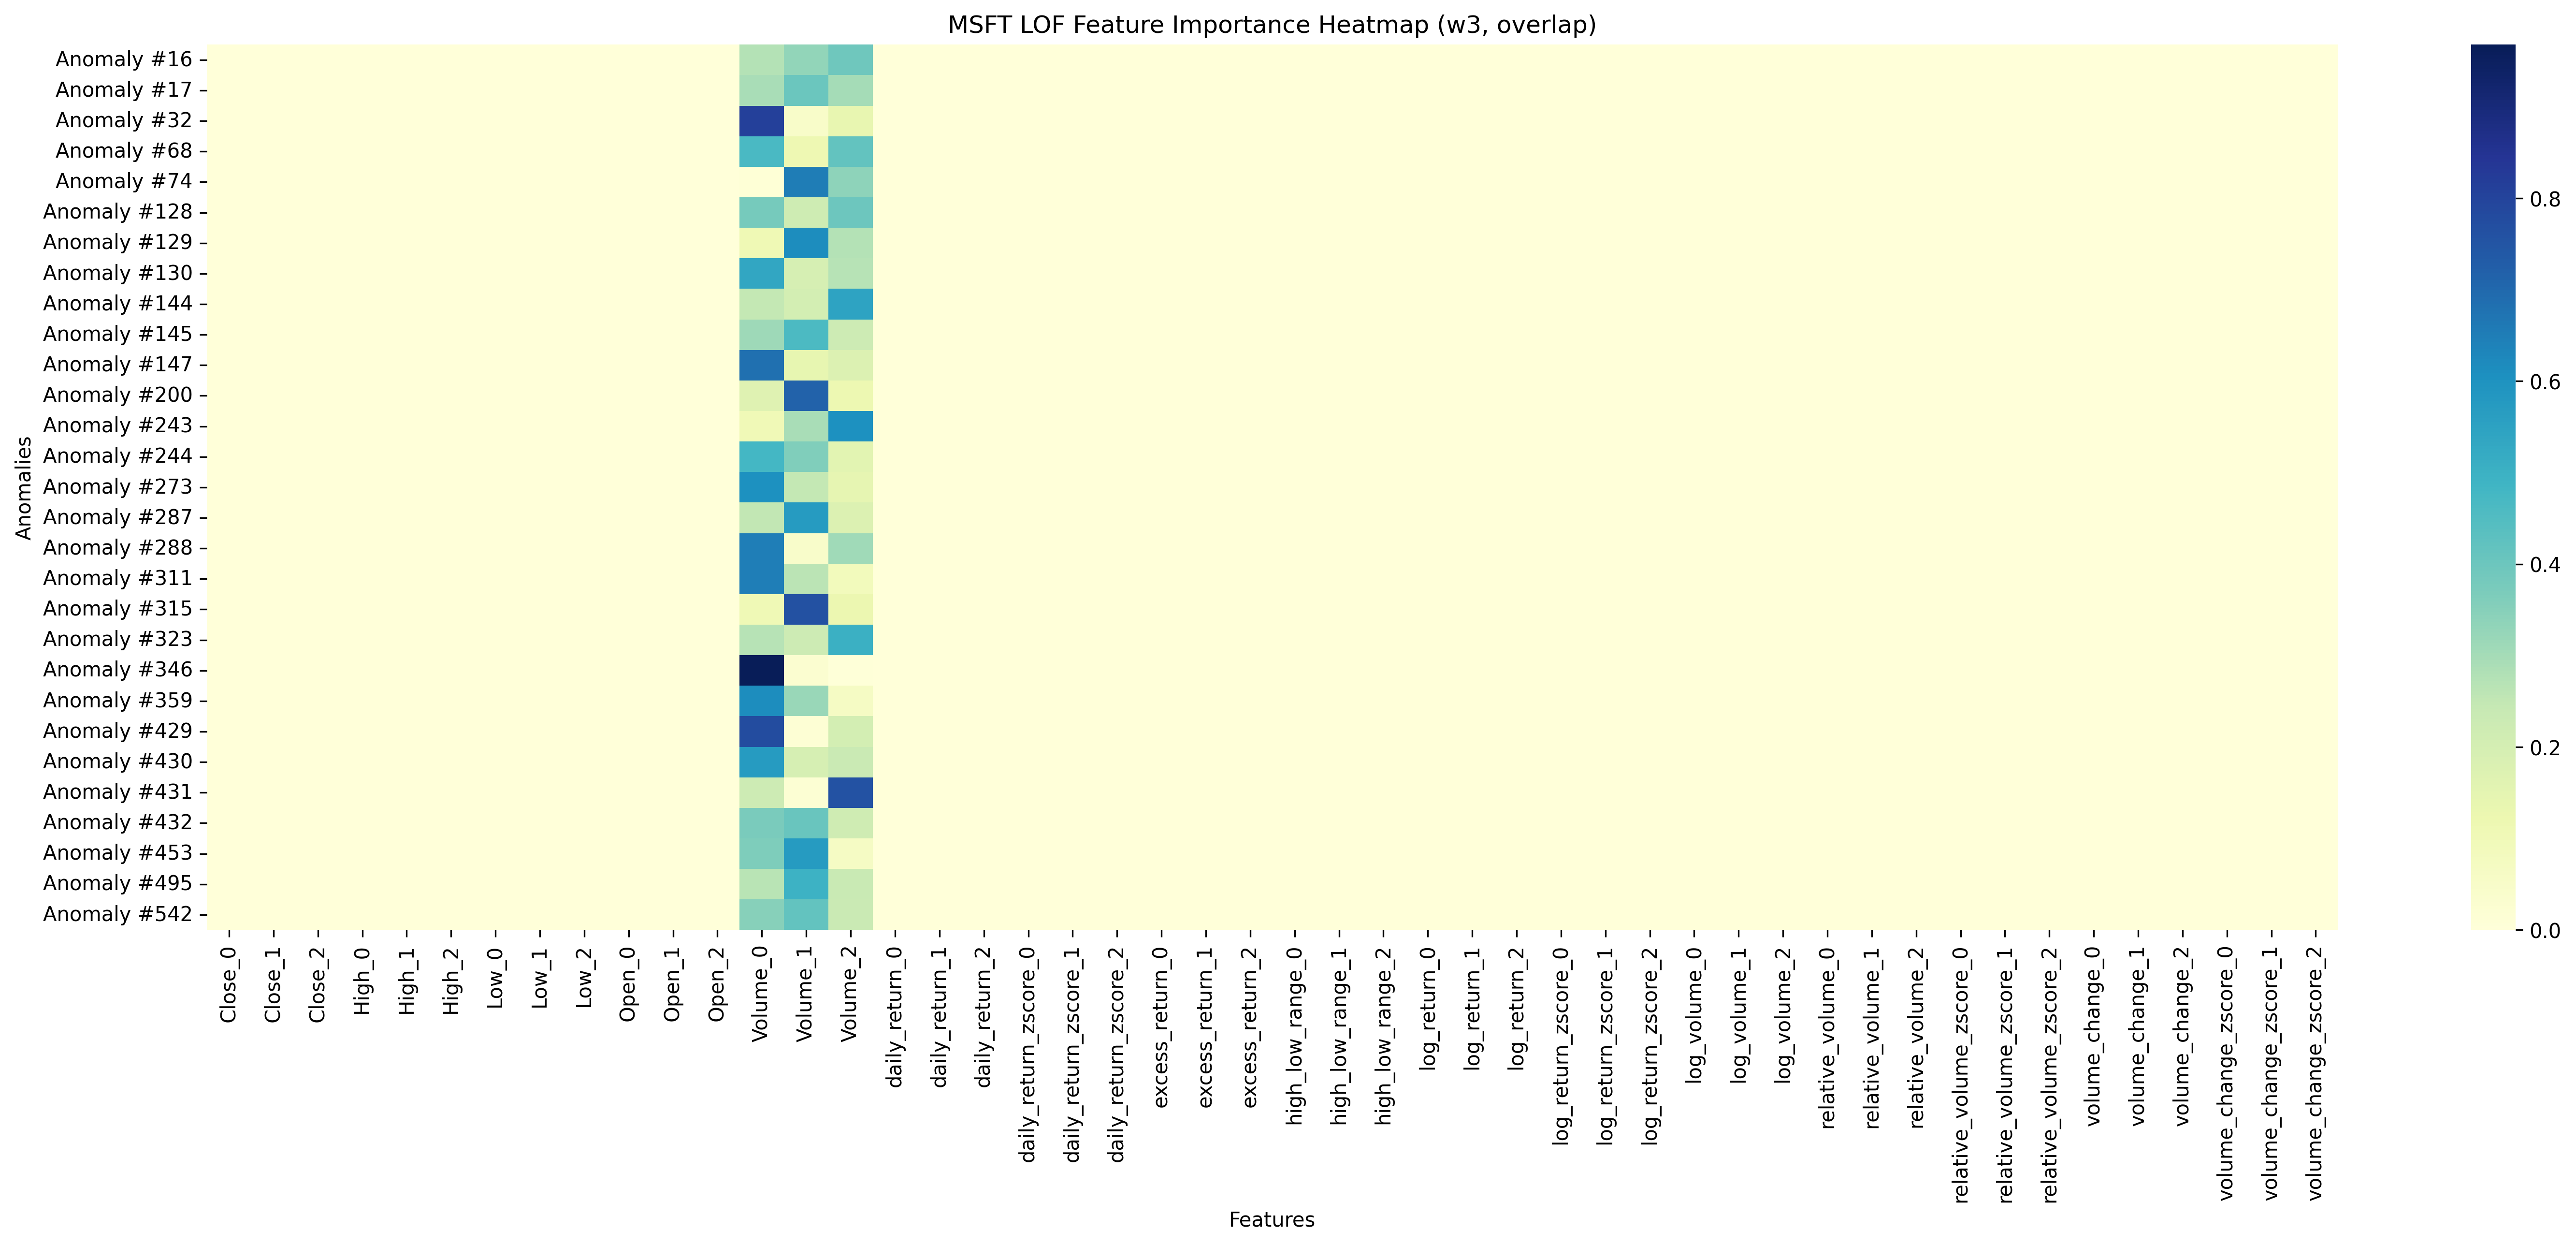 MSFT LOF Feature Importance Heatmap (w3, overlap)
Anomalies
Anomaly #16
Anomaly #17
Anomaly #32
Anomaly #68
Anomaly #74
Anomaly #128
Anomaly #129
Anomaly #130
Anomaly #144
Anomaly #145
Anomaly #147
Anomaly #200
Anomaly #243
Anomaly #244
Anomaly #273
Anomaly #287
Anomaly #288
Anomaly #311
Anomaly #315
Anomaly #323
Anomaly #346
Anomaly #359
Anomaly #429
Anomaly #430
Anomaly #431
Anomaly #432
Anomaly #453
Anomaly #495
Anomaly #542
0.8
0.6
0.4
0.2
0.0
Close_0
Close_1
Close_2
High_0
High_1
High_2
Low_0
Low_1
Low_2
Open_0
Open_1
Open_2
Volume_0
Volume_1
Volume_2
daily_return_0
daily_return_1
daily_return_2
daily_return_zscore_0
daily_return_zscore_1
daily_return_zscore_2
excess_return_0
excess_return_1
excess_return_2
high_low_range_0
high_low_range_1
high_low_range_2
log_return_0
log_return_1
log_return_2
log_return_zscore_0
log_return_zscore_1
log_return_zscore_2
log_volume_0
log_volume_1
log_volume_2
relative_volume_0
relative_volume_1
relative_volume_2
relative_volume_zscore_0
relative_volume_zscore_1
relative_volume_zscore_2
volume_change_0
volume_change_1
volume_change_2
volume_change_zscore_0
volume_change_zscore_1
volume_change_zscore_2
Features